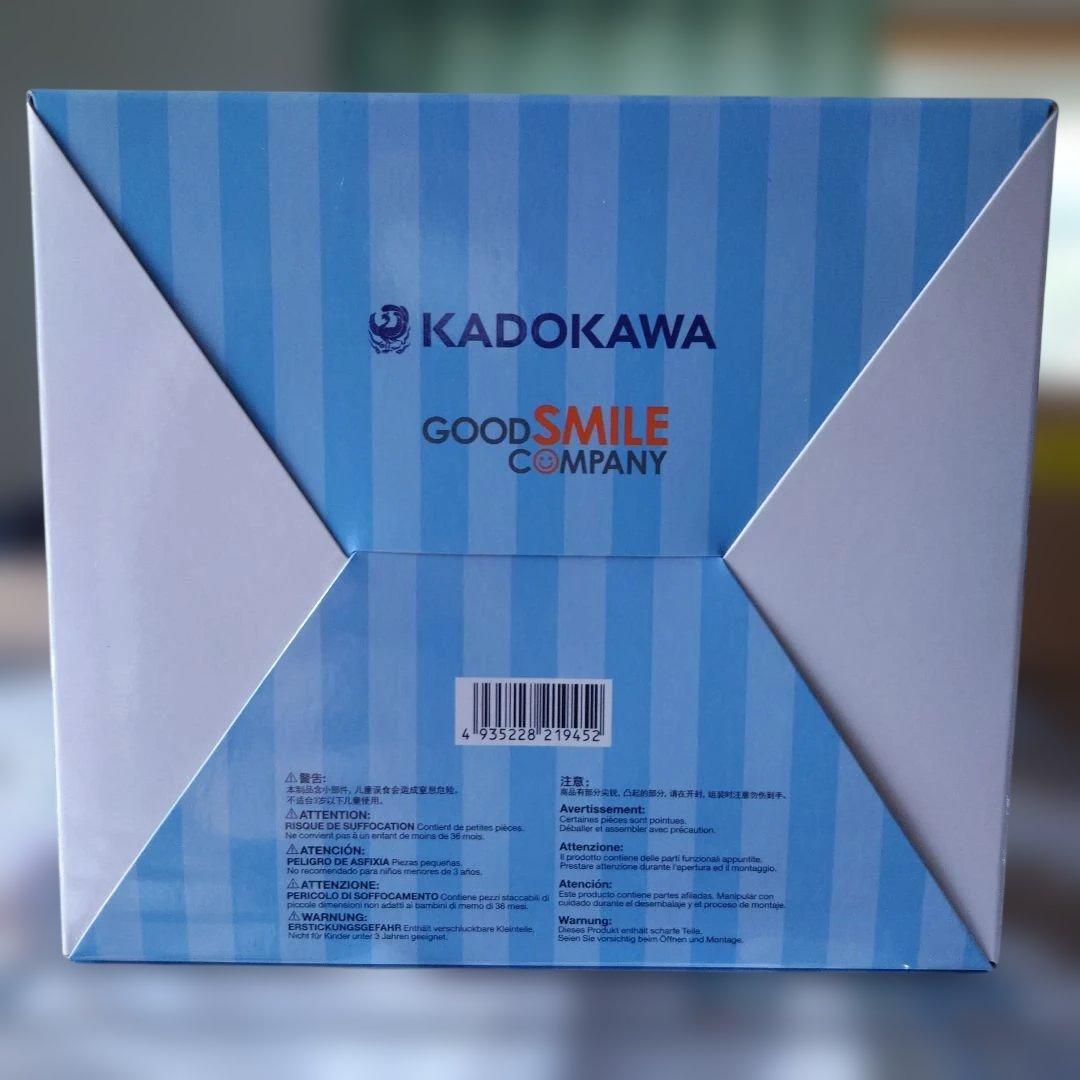 KADOKAWA
GOOD SMILE
COMPANY
4 935228 219452
⚠警告:
本制品含小部件, 儿童误食会造成窒息危险。
不适合3岁以下儿童使用。
⚠ATTENTION:
RISQUE DE SUFFOCATION Contient de petites pièces.
Ne convient pas à un enfant de moins de 36 mois.
⚠ATENCIÓN:
PELIGRO DE ASFIXIA Piezas pequeñas.
No recomendado para niños menores de 3 años.
⚠ATTENZIONE:
PERICOLO DI SOFFOCAMENTO Contiene pezzi staccabili di
piccole dimensioni non adatti ai bambini di memo di 36 mesi.
⚠WARNUNG:
ERSTICKUNGSGEFAHR Enthält verschluckbare Kleinteile,
Nicht für Kinder unter 3 Jahren geeignet.
注意:
商品有部分尖锐, 凸起的部分, 请在开封, 组装时注意勿伤到手。
Avertissement:
Certaines pièces sont pointues.
Déballer et assembler avec précaution.
Attenzione:
Il prodotto contiene delle parti funzionali appuntite.
Prestare attenzione durante l'apertura ed il montaggio.
Atención:
Este producto contiene partes afiladas. Manipular con
cuidado durante el desembalaje y el proceso de montaje.
Warnung:
Dieses Produkt enthält scharfe Teile.
Seien Sie vorsichtig beim Öffnen und Montage.